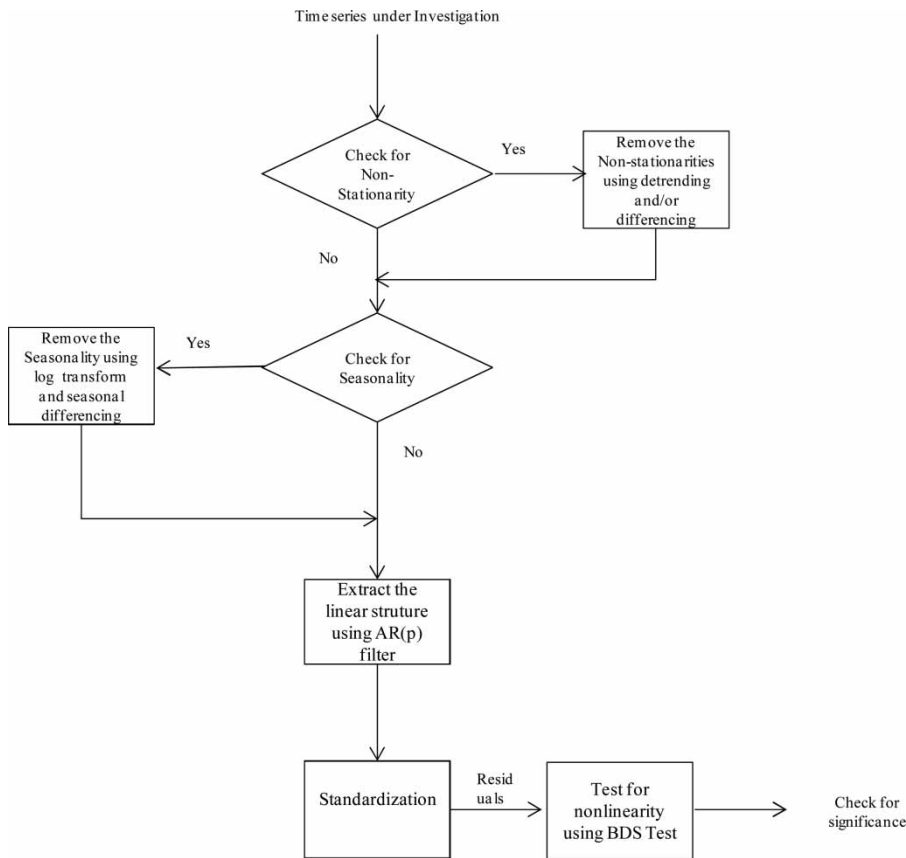 Time series under Investigation
Check for
Non-
Stationarity
Yes
Remove the
Non-stationarities
using detrending
and/or
differencing
No
Remove the
Seasonality using
log transform
and seasonal
differencing
Yes
Check for
Seasonality
No
Extract the
linear struture
using AR(p)
filter
Standardization
Resid
uals
Test for
nonlinearity
using BDS Test
Check for
significance